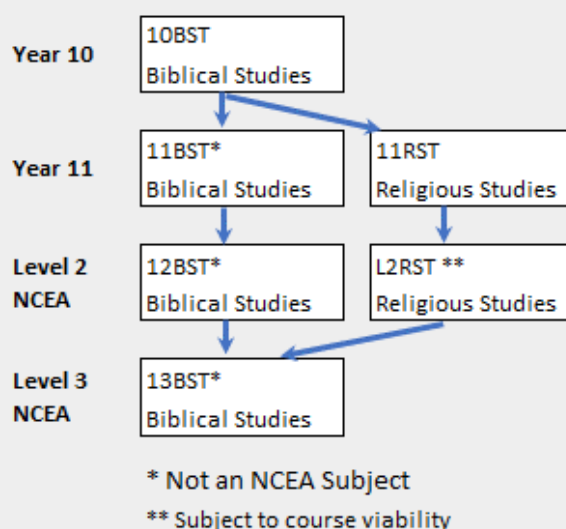 Year 10
10BST
Biblical Studies
Year 11
11BST*
Biblical Studies
11RST
Religious Studies
Level 2
NCEA
12BST*
Biblical Studies
L2RST **
Religious Studies
Level 3
NCEA
13BST*
Biblical Studies
* Not an NCEA Subject
** Subject to course viability